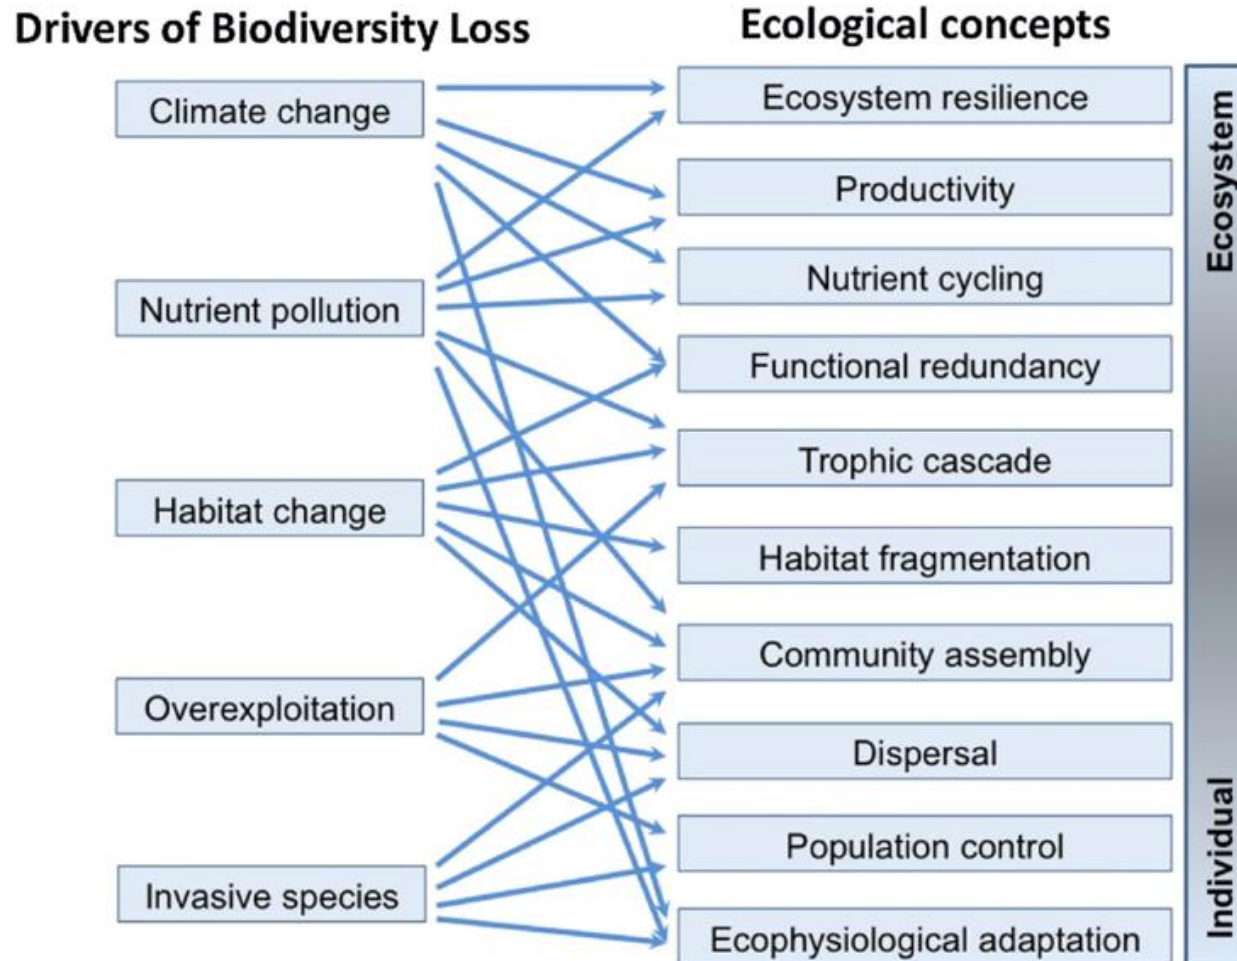 Drivers of Biodiversity Loss
Ecological concepts
Climate change
Nutrient pollution
Habitat change
Overexploitation
Invasive species
Ecosystem resilience
Productivity
Nutrient cycling
Functional redundancy
Trophic cascade
Habitat fragmentation
Community assembly
Dispersal
Population control
Ecophysiological adaptation
Ecosystem
Individual